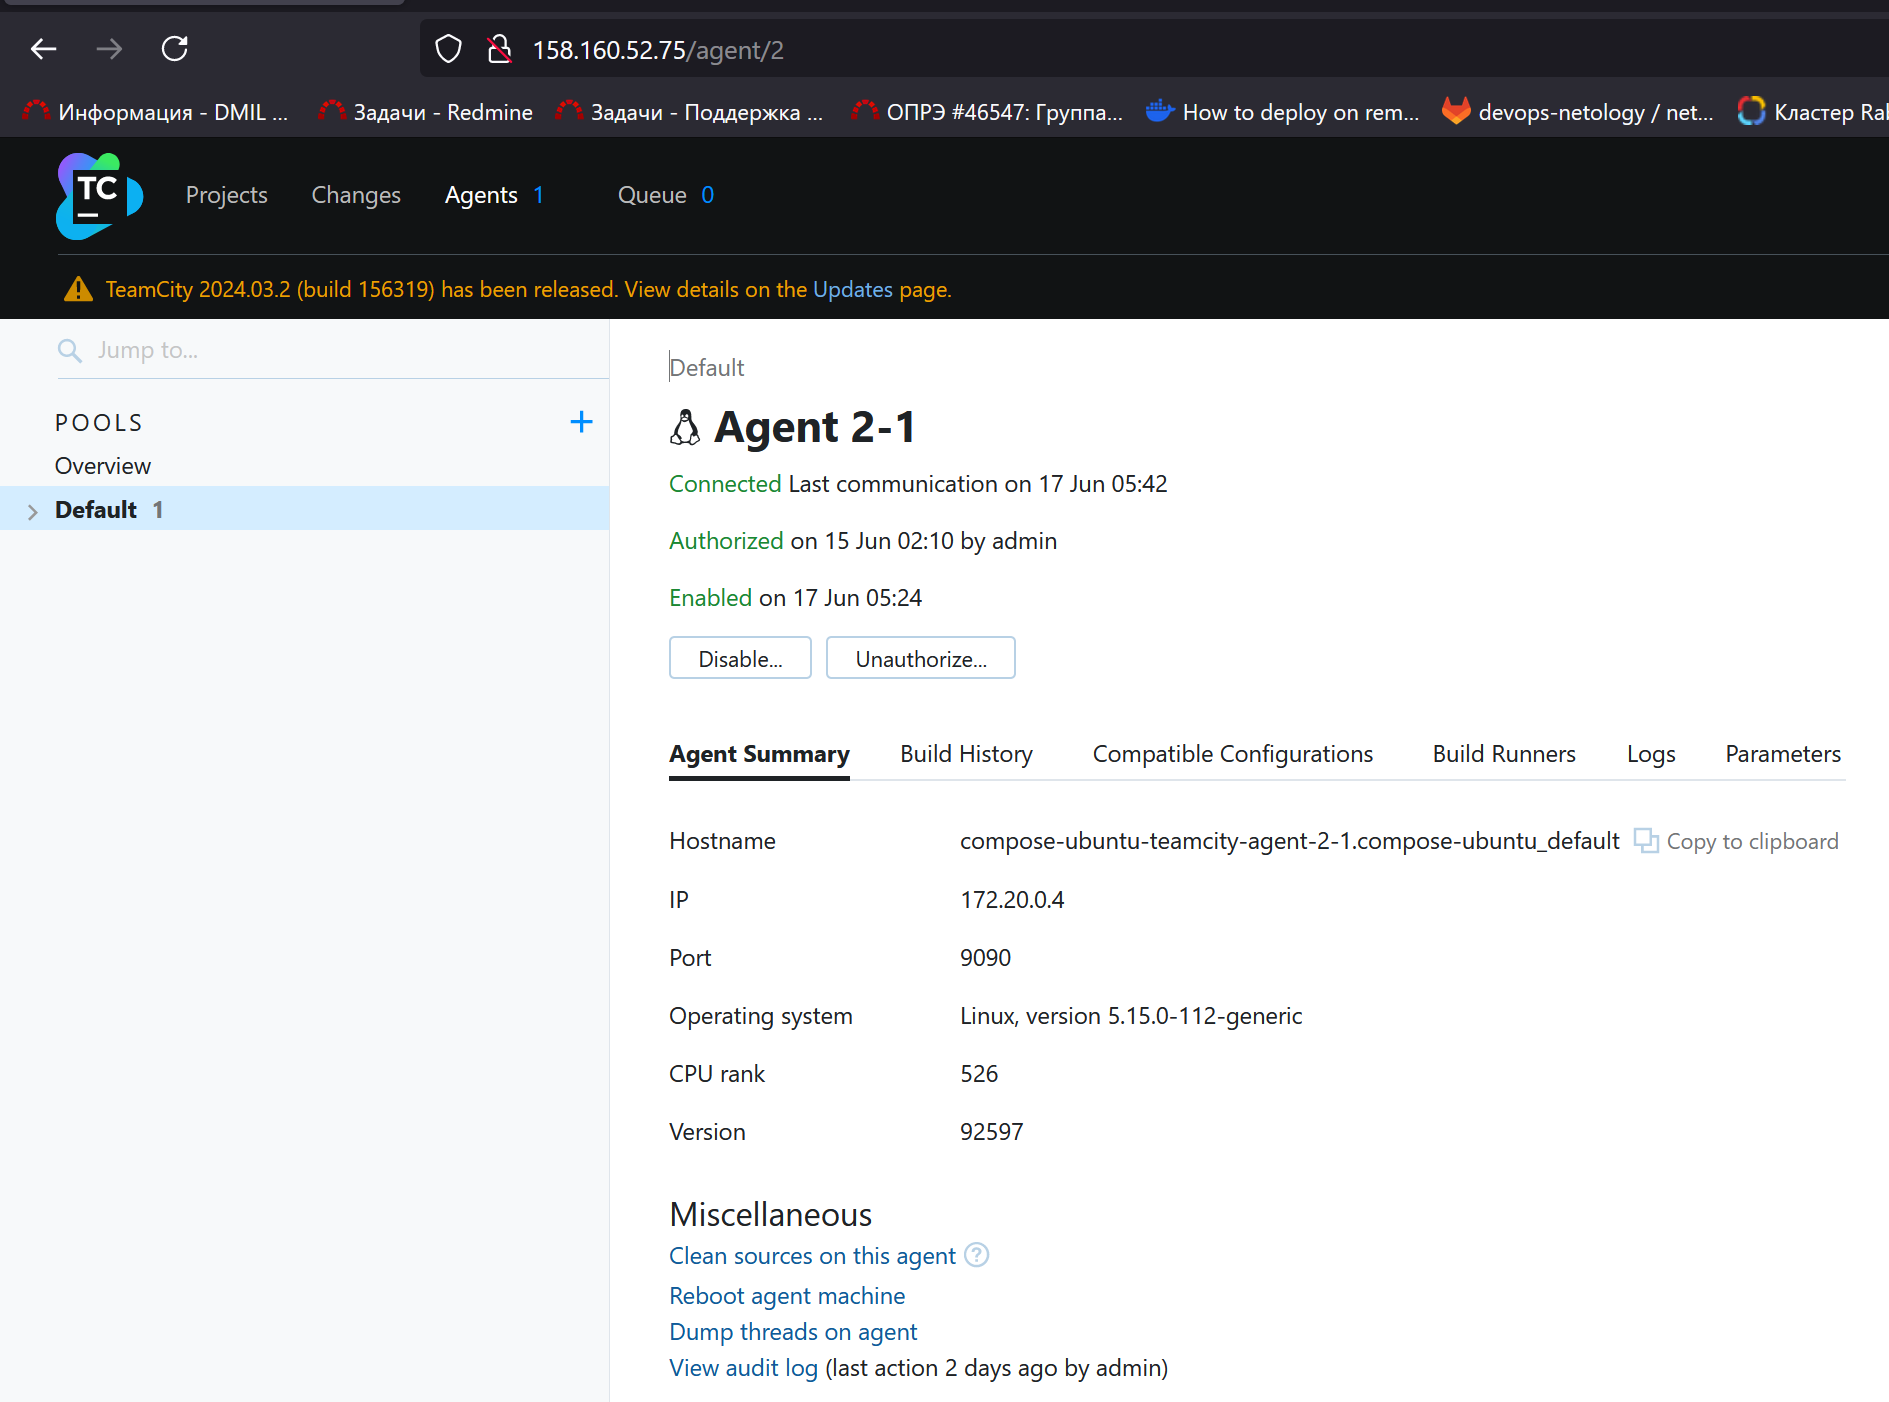 158.160.52.75/agent/2
Информация - DMIL ... Задачи - Redmine Задачи - Поддержка ... ОПРЭ #46547: Группа... How to deploy on rem... devops-netology / net... Кластер Ral
TC Projects Changes Agents 1 Queue 0
TeamCity 2024.03.2 (build 156319) has been released. View details on the Updates page.
Jump to...
POOLS
Overview
Default 1
Default
Agent 2-1
Connected Last communication on 17 Jun 05:42
Authorized on 15 Jun 02:10 by admin
Enabled on 17 Jun 05:24
Disable... Unauthorize...
Agent Summary Build History Compatible Configurations Build Runners Logs Parameters
Hostname compose-ubuntu-teamcity-agent-2-1.compose-ubuntu_default Copy to clipboard
IP 172.20.0.4
Port 9090
Operating system Linux, version 5.15.0-112-generic
CPU rank 526
Version 92597
Miscellaneous
Clean sources on this agent ?
Reboot agent machine
Dump threads on agent
View audit log (last action 2 days ago by admin)